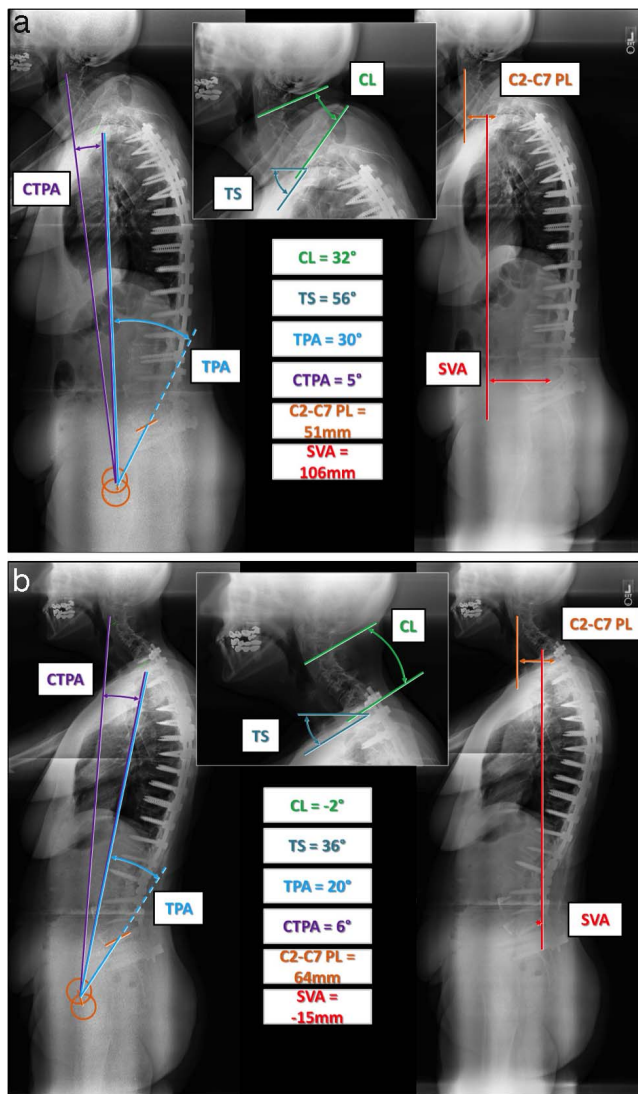 a
CL
C2-C7 PL
CTPA
TS
CL = 32°
TS = 56°
TPA = 30°
TPA
SVA
CTPA = 5°
C2-C7 PL =
51mm
SVA =
106mm
b
CL
C2-C7 PL
CTPA
TS
CL = -2°
TS = 36°
TPA = 20°
TPA
CTPA = 6°
SVA
C2-C7 PL =
64mm
SVA =
-15mm